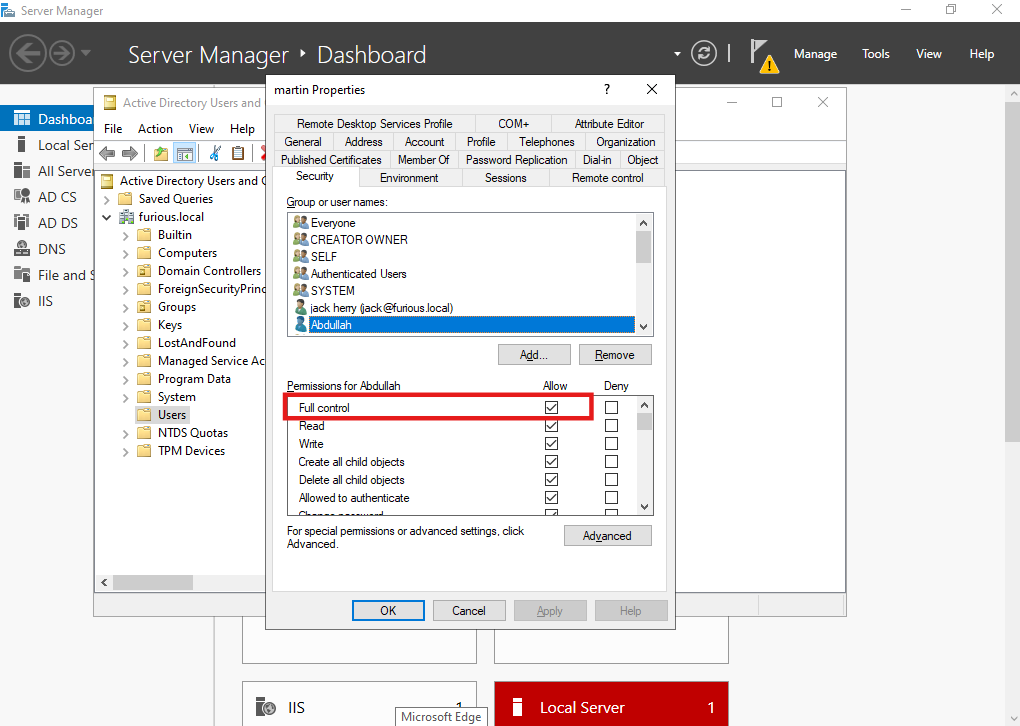 Server Manager
Server Manager ‣ Dashboard
Manage Tools View Help
Dashboa
Local Ser
All Server
AD CS
AD DS
DNS
File and S
IIS
Active Directory Users and
File Action View Help
Active Directory Users and C
Saved Queries
furious.local
Builtin
Computers
Domain Controllers
ForeignSecurityPrinc
Groups
Keys
LostAndFound
Managed Service Ac
Program Data
System
Users
NTDS Quotas
TPM Devices
martin Properties ?
Remote Desktop Services Profile COM+ Attribute Editor
General Address Account Profile Telephones Organization
Published Certificates Member Of Password Replication Dial-in Object
Security Environment Sessions Remote control
Group or user names:
Everyone
CREATOR OWNER
SELF
Authenticated Users
SYSTEM
jack herry (jack@furious.local)
Abdullah
Add... Remove
Permissions for Abdullah Allow Deny
Full control
Read
Write
Create all child objects
Delete all child objects
Allowed to authenticate
Change password
For special permissions or advanced settings, click
Advanced.
Advanced
OK Cancel Apply Help
IIS 1
Microsoft Edge
Local Server 1